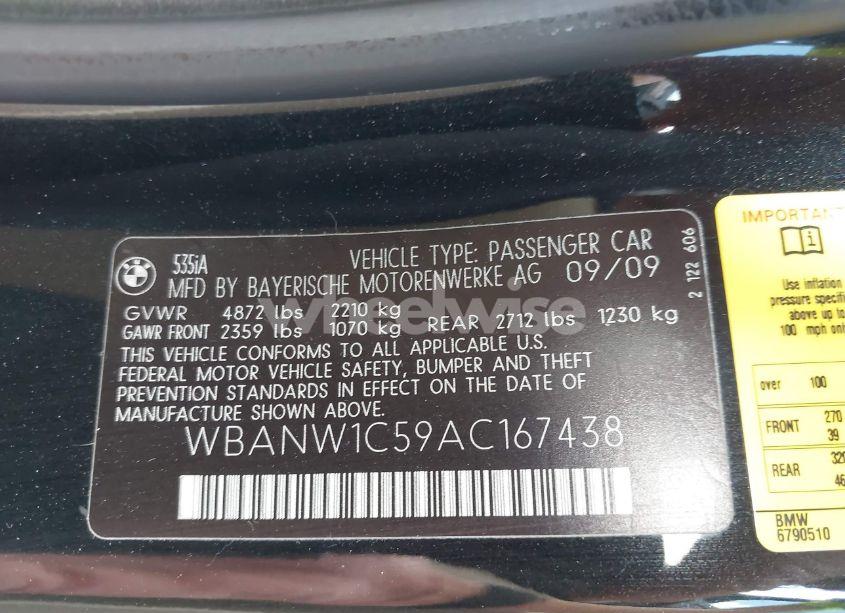 535iA
VEHICLE TYPE: PASSENGER CAR
MFD BY BAYERISCHE MOTORENWERKE AG 09/09
GVWR 4872 lbs 2210 kg
GAWR FRONT 2359 lbs 1070 kg REAR 2712 lbs 1230 kg
THIS VEHICLE CONFORMS TO ALL APPLICABLE U.S.
FEDERAL MOTOR VEHICLE SAFETY, BUMPER AND THEFT
PREVENTION STANDARDS IN EFFECT ON THE DATE OF
MANUFACTURE SHOWN ABOVE.
WBANW1C59AC167438
2 122 606
wheelwise
IMPORTANT
Use inflation
pressure specifi
above up to
100 mph only
over 100
FRONT 270
39
REAR 320
46
BMW
6790510